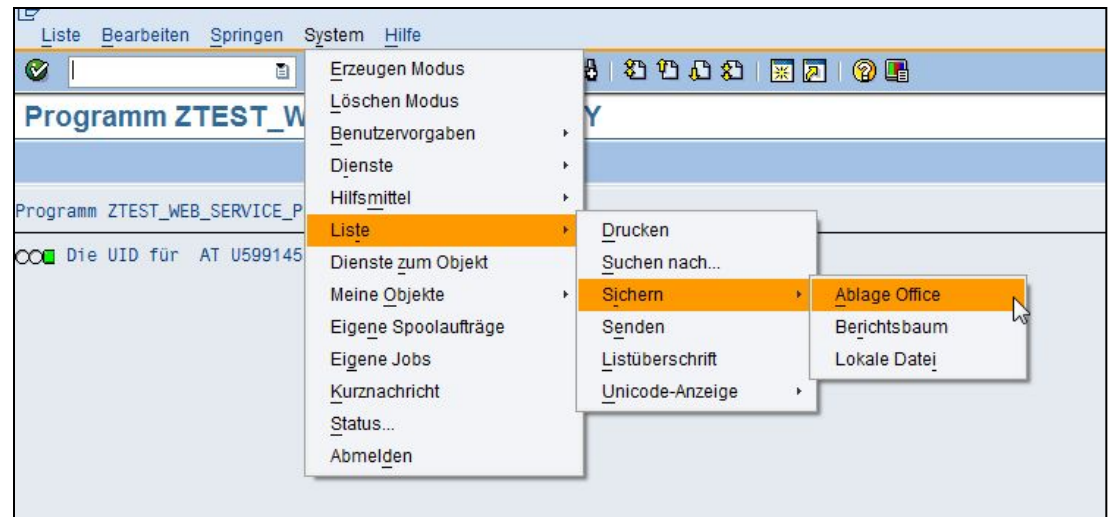 Liste Bearbeiten Springen System Hilfe
Programm ZTEST_W Y
Programm ZTEST_WEB_SERVICE_P
Die UID für AT U599145
Erzeugen Modus
Löschen Modus
Benutzervorgaben
Dienste
Hilfsmittel
Liste
Dienste zum Objekt
Meine Objekte
Eigene Spoolaufträge
Eigene Jobs
Kurznachricht
Status...
Abmelden
Drucken
Suchen nach...
Sichern
Senden
Listüberschrift
Unicode-Anzeige
Ablage Office
Berichtsbaum
Lokale Datei